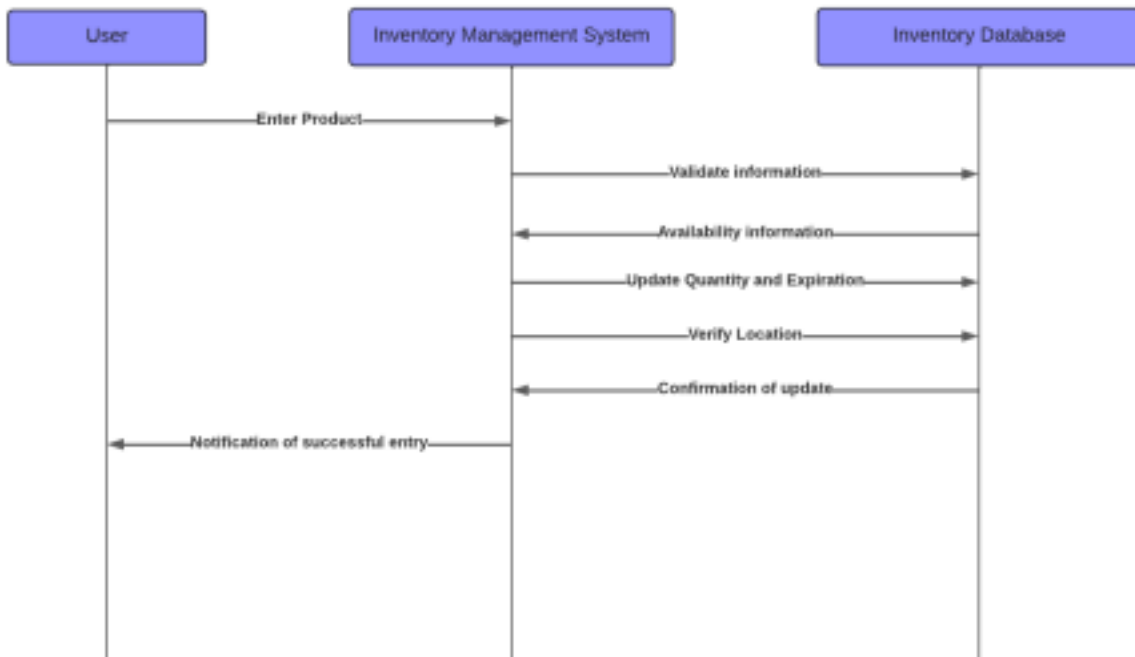 User
Inventory Management System
Inventory Database
Enter Product
Validate information
Availability information
Update Quantity and Expiration
Verify Location
Confirmation of update
Notification of successful entry